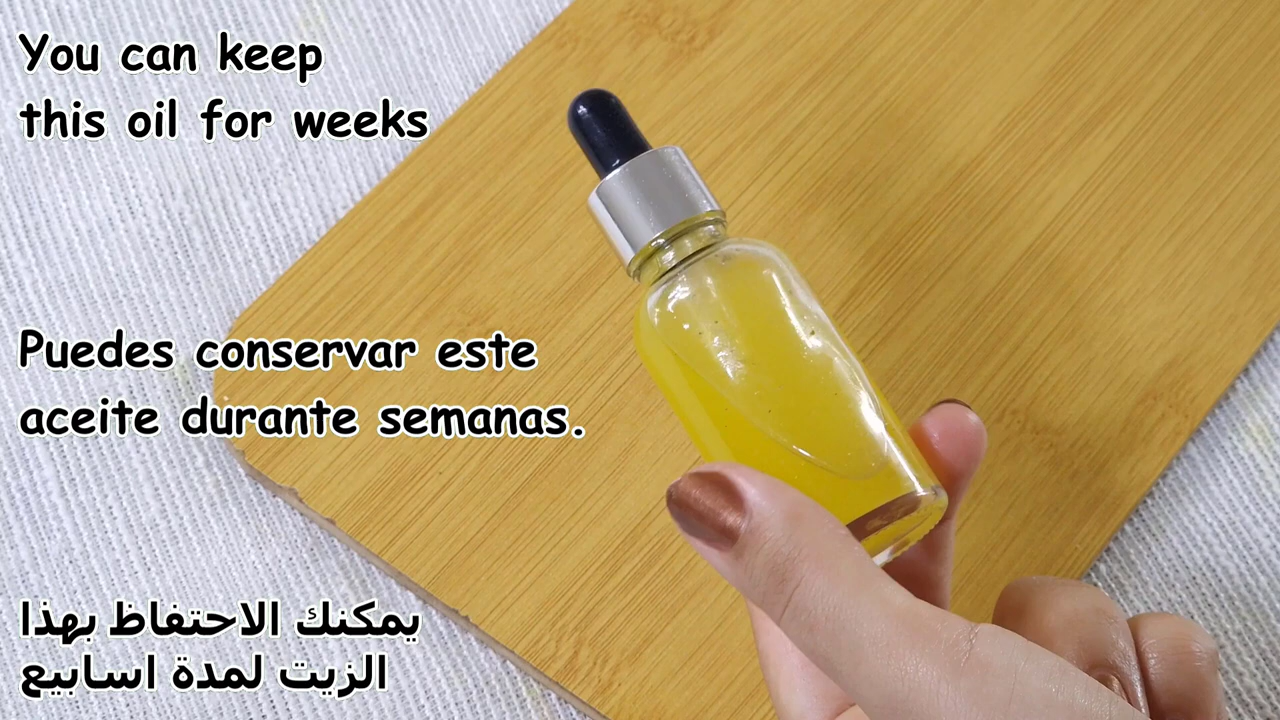 You can keep
this oil for weeks
Puedes conservar este
aceite durante semanas.
يمكنك الاحتفاظ بهذا
الزيت لمدة اسابيع